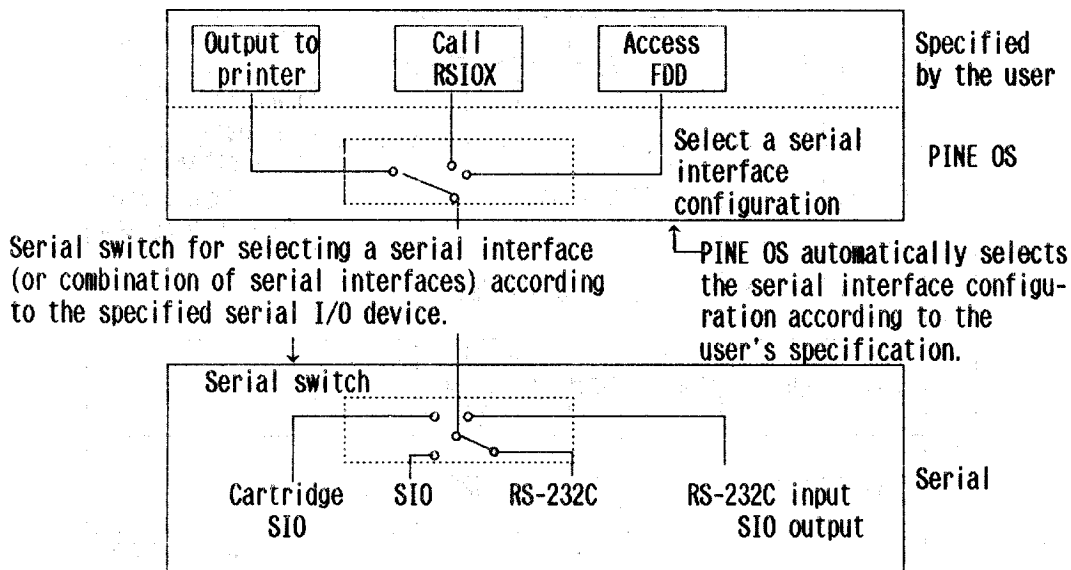 Output to
printer
Call
RSIOX
Access
FDD
Specified
by the user
Select a serial
interface
configuration
PINE OS
Serial switch for selecting a serial interface
(or combination of serial interfaces) according
to the specified serial I/O device.
PINE OS automatically selects
the serial interface configu-
ration according to the
user's specification.
Serial switch
Cartridge
SIO
SIO
RS-232C
RS-232C input
SIO output
Serial